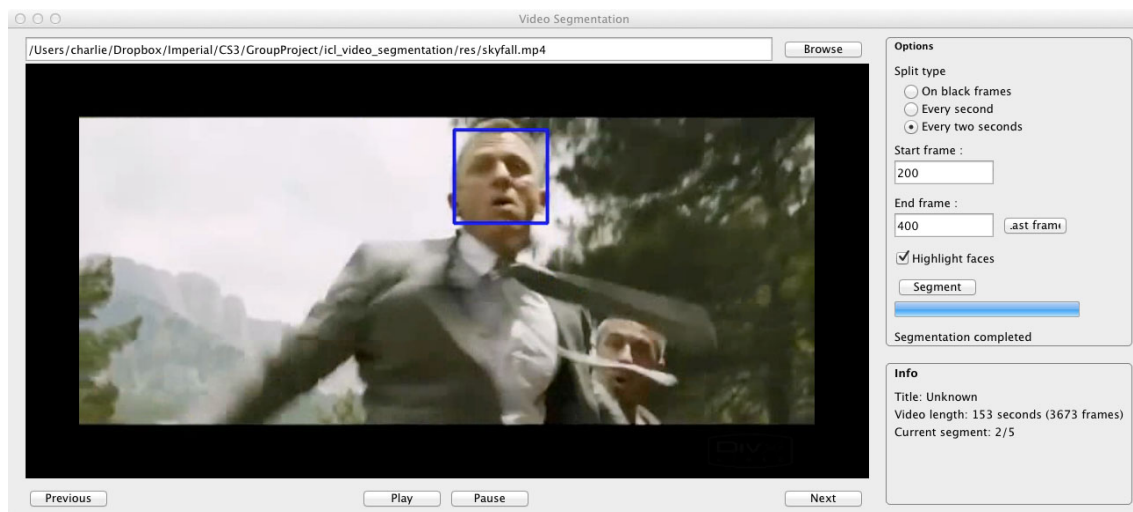 Video Segmentation
/Users/charlie/Dropbox/Imperial/CS3/GroupProject/icl_video_segmentation/res/skyfall.mp4
Browse
Options
Split type
On black frames
Every second
Every two seconds
Start frame :
200
End frame :
400
.ast frame
Highlight faces
Segment
Segmentation completed
Info
Title: Unknown
Video length: 153 seconds (3673 frames)
Current segment: 2/5
Previous
Play
Pause
Next